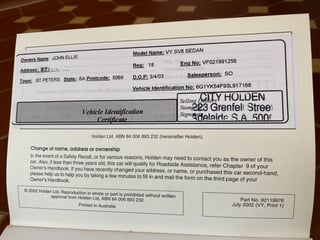 Owners Name: JOHN ELLIS
Model Name: VY SV8 SEDAN
Address:
Reg: 18 Eng No: VF021991256
Town: ST PETERS State: SA Postcode: 5069
D.O.P: 3/4/03 Salesperson: SO
Vehicle Identification No: 6G1YK54F93L917168
Vehicle Identification
Certificate
CITY HOLDEN
223 Grenfell Street
Adelaide S.A. 5000
Holden Ltd, ABN 84 006 893 232 (hereinafter Holden).
Change of name, address or ownership
In the event of a Safety Recall, or for various reasons, Holden may need to contact you as the owner of this
car. Also, if less than three years old, this car will qualify for Roadside Assistance, refer Chapter 9 of your
Owner's Handbook. If you have recently changed your address, or name, or purchased this car second-hand,
please help us to help you by taking a few minutes to fill in and mail the form on the third page of your
Owner's Handbook.
© 2002 Holden Ltd. Reproduction in whole or part is prohibited without written
approval from Holden Ltd. ABN 84 006 893 232.
Printed in Australia
Part No. 92119976
July 2002 (VY, Print 1)